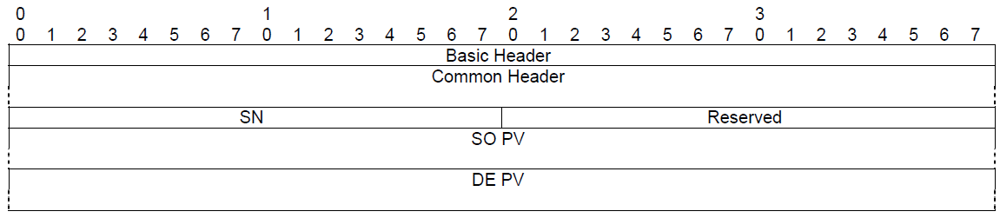 0 1 2 3
0 1 2 3 4 5 6 7 0 1 2 3 4 5 6 7 0 1 2 3 4 5 6 7 0 1 2 3 4 5 6 7
Basic Header
Common Header
SN Reserved
SO PV
DE PV